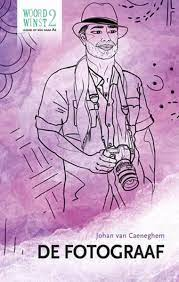 WOORD
WINST 2
Johan van Caeneghem
DE FOTOGRAAF